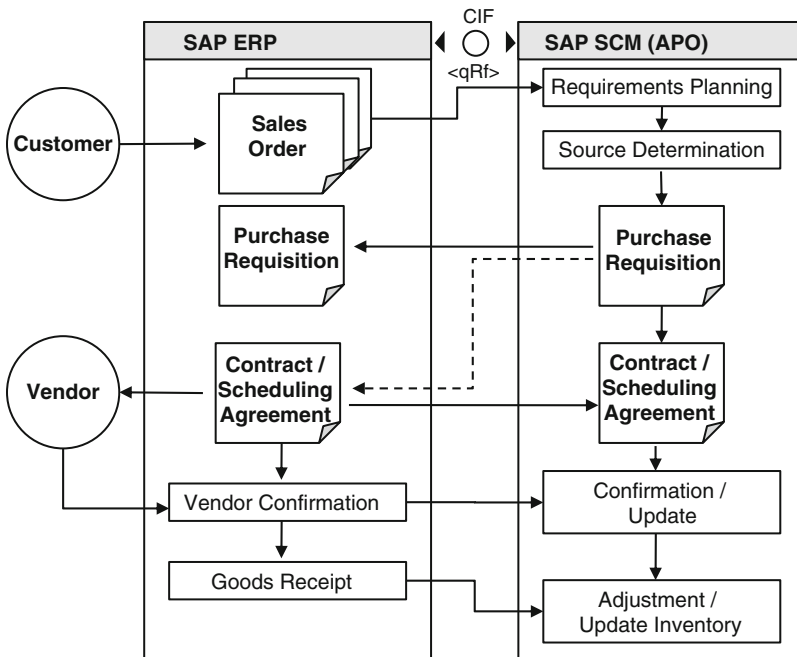 CIF
SAP ERP
SAP SCM (APO)
<qRf>
Requirements Planning
Customer
Sales
Order
Source Determination
Purchase
Requisition
Purchase
Requisition
Vendor
Contract /
Scheduling
Agreement
Contract /
Scheduling
Agreement
Vendor Confirmation
Confirmation /
Update
Goods Receipt
Adjustment /
Update Inventory